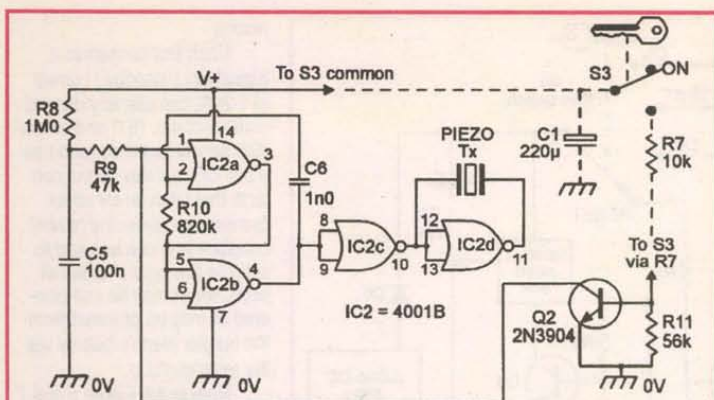 V+
To S3 common
S3
ON
R8
1M0
14
1
2
IC2a
3
R9
47k
C6
1n0
PIEZO
Tx
C1
220µ
R7
10k
R10
820k
8
9
IC2c
10
12
13
IC2d
11
C5
100n
5
6
IC2b
4
7
IC2 = 4001B
To S3
via R7
Q2
2N3904
R11
56k
0V
0V
0V